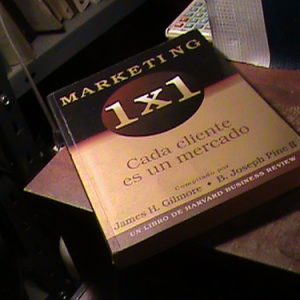 MARKETING
1x1
Cada cliente
es un mercado
Compilado por
James H. Gilmore • B. Joseph Pine II
UN LIBRO DE HARVARD BUSINESS REVIEW